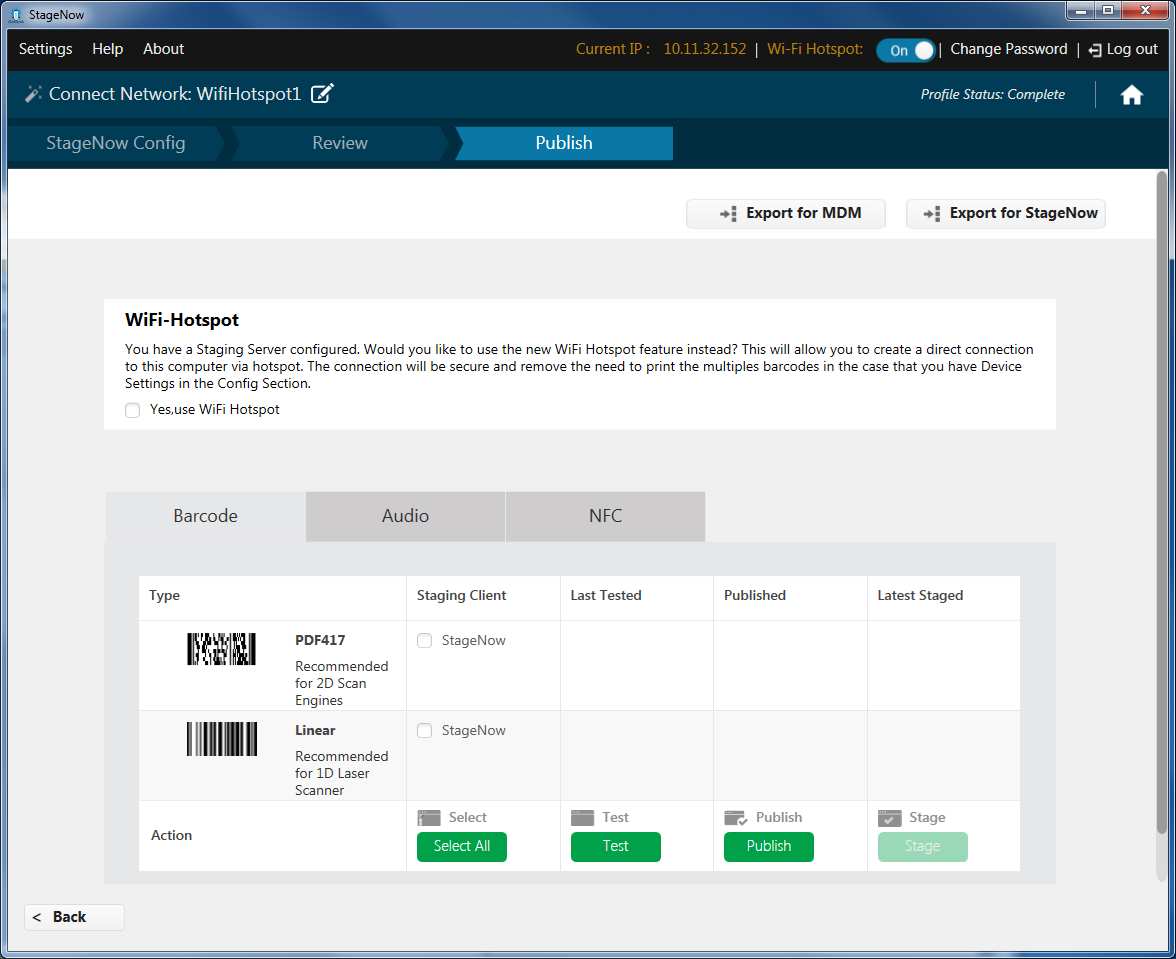 StageNow
Settings Help About Current IP : 10.11.32.152 | Wi-Fi Hotspot: On | Change Password | Log out
Connect Network: WifiHotspot1 Profile Status: Complete
StageNow Config Review Publish
Export for MDM Export for StageNow
WiFi-Hotspot
You have a Staging Server configured. Would you like to use the new WiFi Hotspot feature instead? This will allow you to create a direct connection
to this computer via hotspot. The connection will be secure and remove the need to print the multiples barcodes in the case that you have Device
Settings in the Config Section.
Yes,use WiFi Hotspot
Barcode Audio NFC
Type Staging Client Last Tested Published Latest Staged
PDF417 StageNow
Recommended
for 2D Scan
Engines
Linear StageNow
Recommended
for 1D Laser
Scanner
Select Test Publish Stage
Action
Select All Test Publish Stage
< Back